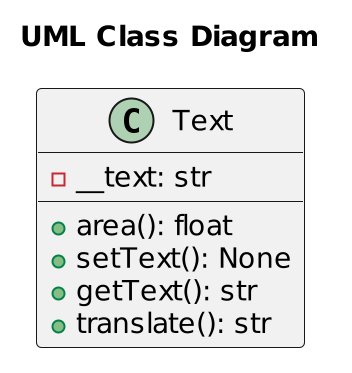 UML Class Diagram
C Text
__text: str
area(): float
setText(): None
getText(): str
translate(): str